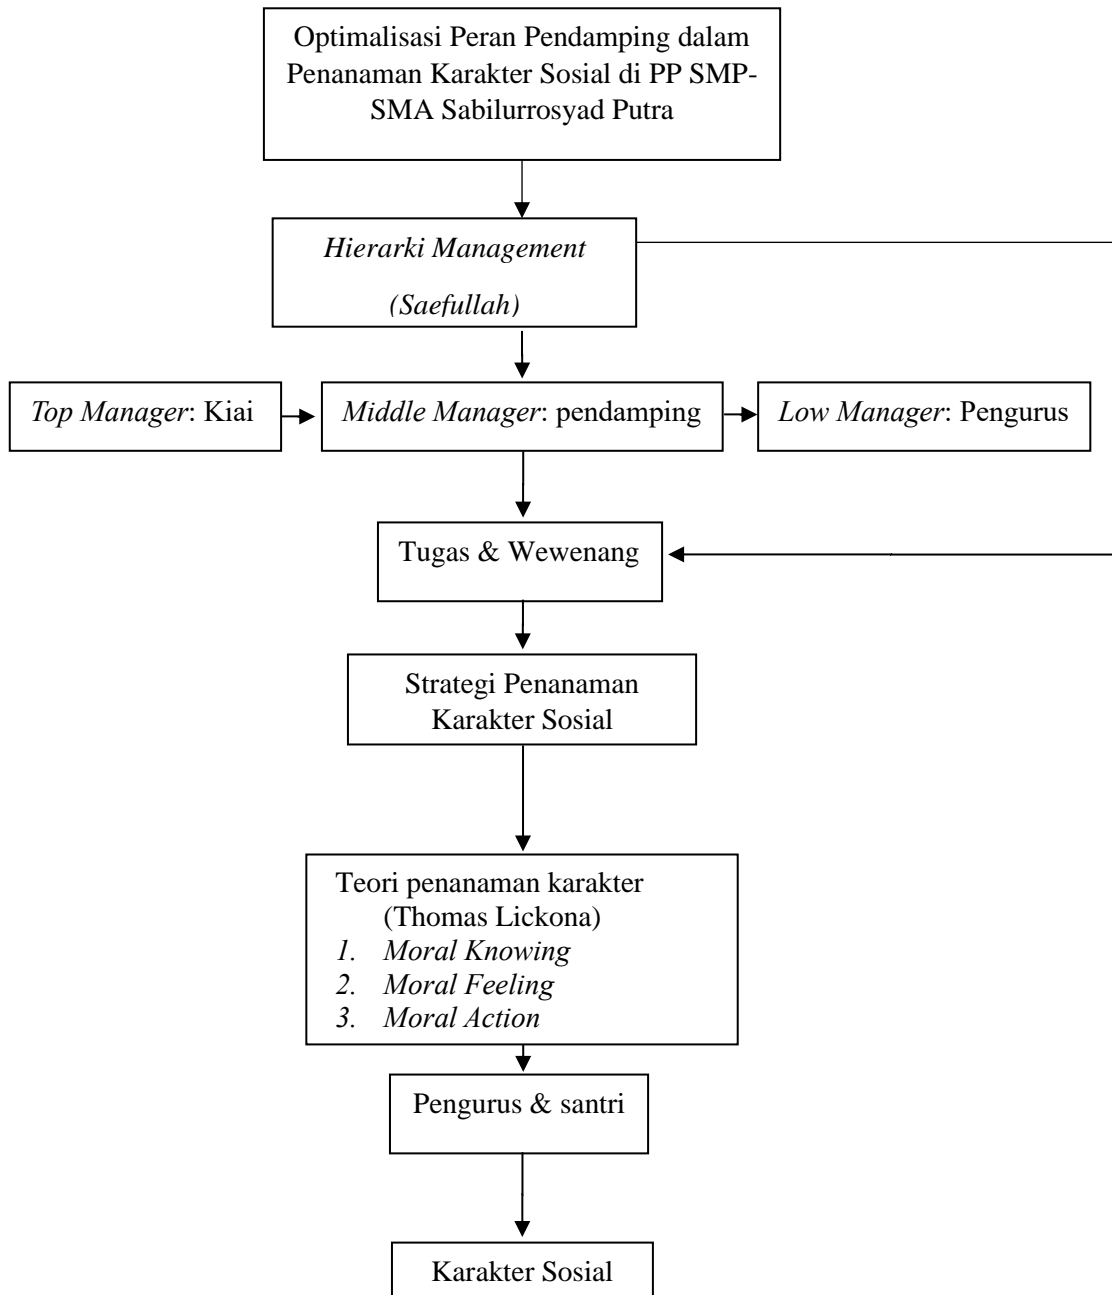 Optimalisasi Peran Pendamping dalam
Penanaman Karakter Sosial di PP SMP-
SMA Sabilurrosyad Putra
Hierarki Management
(Saefullah)
Top Manager: Kiai
Middle Manager: pendamping
Low Manager: Pengurus
Tugas & Wewenang
Strategi Penanaman
Karakter Sosial
Teori penanaman karakter
(Thomas Lickona)
1. Moral Knowing
2. Moral Feeling
3. Moral Action
Pengurus & santri
Karakter Sosial